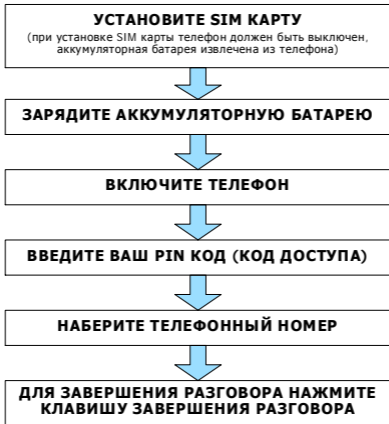 УСТАНОВИТЕ SIM КАРТУ
(при установке SIM карты телефон должен быть выключен,
аккумуляторная батарея извлечена из телефона)
ЗАРЯДИТЕ АККУМУЛЯТОРНУЮ БАТАРЕЮ
ВКЛЮЧИТЕ ТЕЛЕФОН
ВВЕДИТЕ ВАШ PIN КОД (КОД ДОСТУПА)
НАБЕРИТЕ ТЕЛЕФОННЫЙ НОМЕР
ДЛЯ ЗАВЕРШЕНИЯ РАЗГОВОРА НАЖМИТЕ
КЛАВИШУ ЗАВЕРШЕНИЯ РАЗГОВОРА